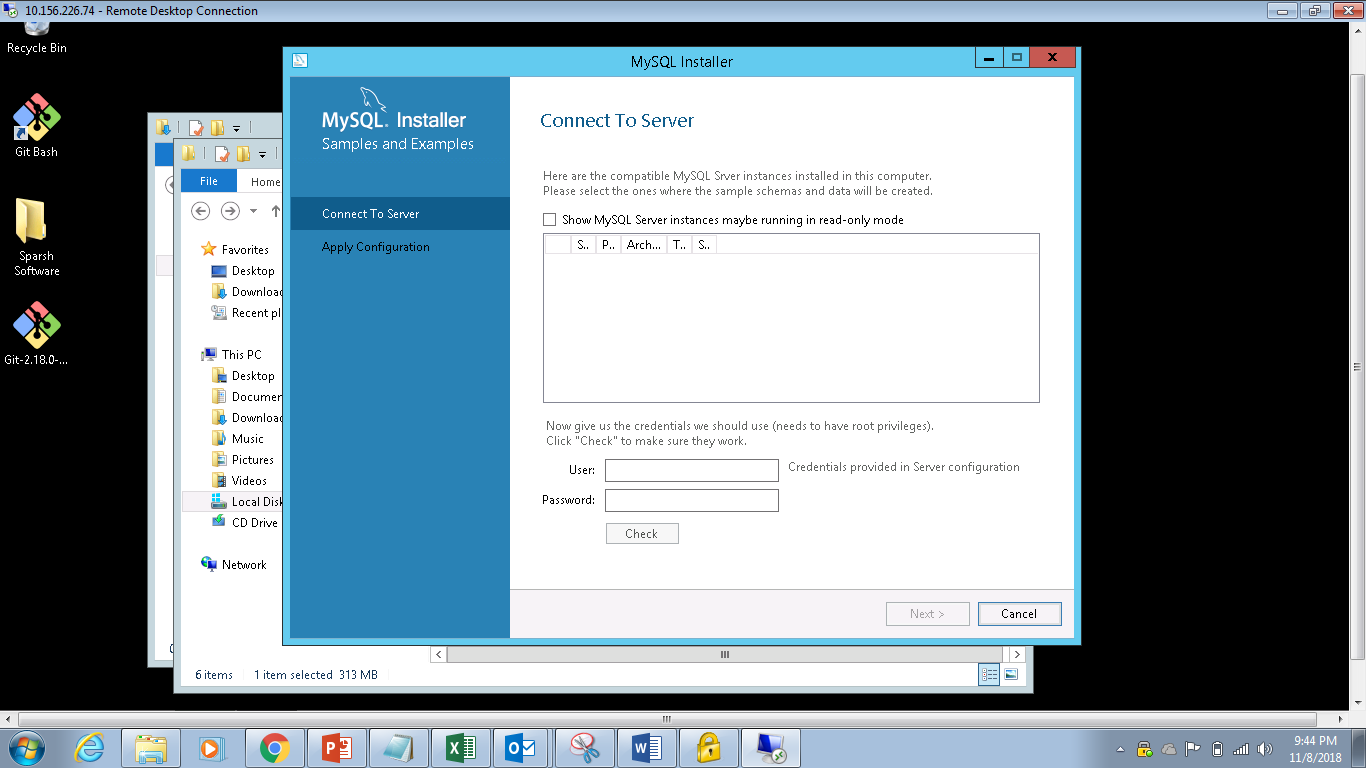 10.156.226.74 - Remote Desktop Connection
Recycle Bin
Git Bash
Sparsh
Software
Git-2.18.0-...
File
Home
Favorites
Desktop
Recent pl
This PC
Desktop
Music
Pictures
Videos
Local Disk
CD Drive
Network
6 items
1 item selected 313 MB
MySQL Installer
MySQL. Installer
Samples and Examples
Connect To Server
Apply Configuration
Connect To Server
Here are the compatible MySQL Srver instances installed in this computer.
Please select the ones where the sample schemas and data will be created.
Show MySQL Server instances maybe running in read-only mode
S.. P.. Arch... T.. S..
Now give us the credentials we should use (needs to have root privileges).
Click "Check" to make sure they work.
User:
Credentials provided in Server configuration
Password:
Check
Next >
Cancel
9:44 PM
11/8/2018